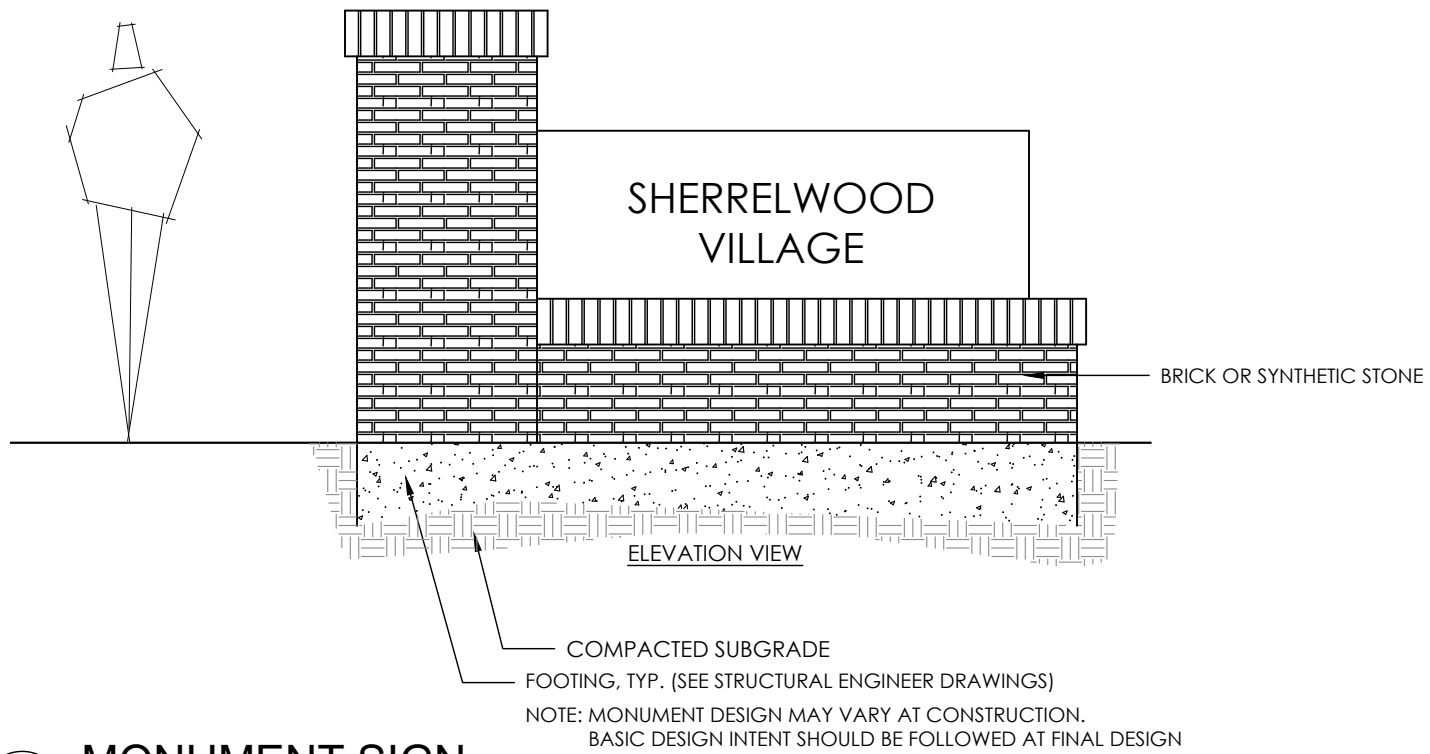 SHERRELWOOD
VILLAGE
BRICK OR SYNTHETIC STONE
ELEVATION VIEW
COMPACTED SUBGRADE
FOOTING, TYP. (SEE STRUCTURAL ENGINEER DRAWINGS)
NOTE: MONUMENT DESIGN MAY VARY AT CONSTRUCTION.
BASIC DESIGN INTENT SHOULD BE FOLLOWED AT FINAL DESIGN
MONUMENT SIGN